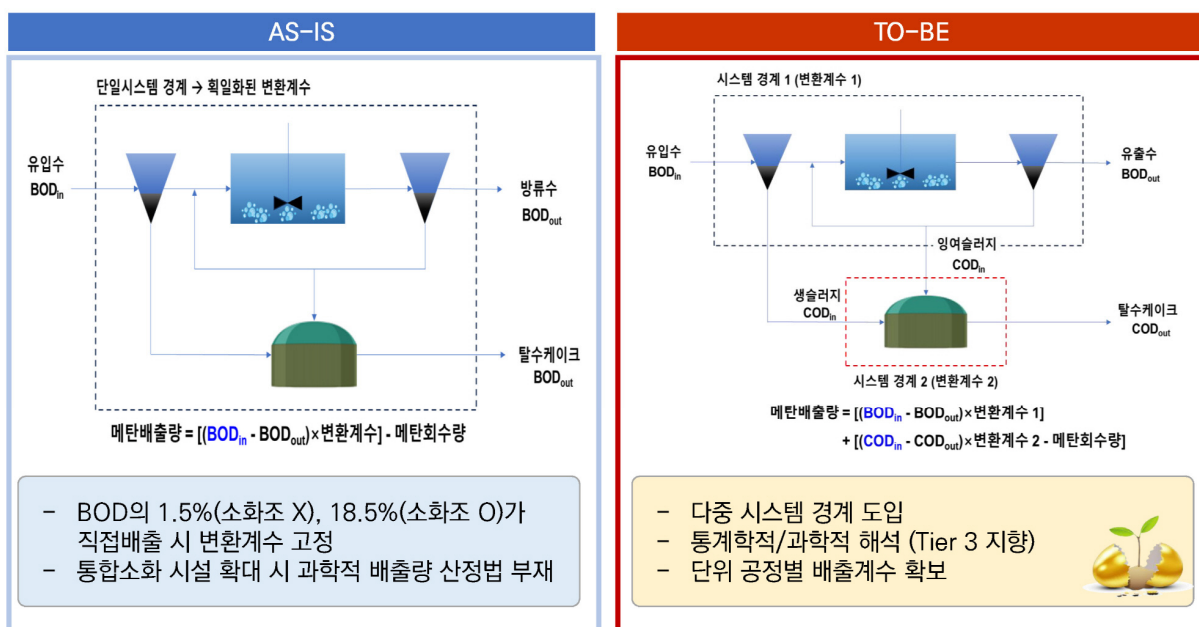 AS-IS
단일시스템 경계 → 획일화된 변환계수
유입수
BODin
방류수
BODout
탈수케이크
BODout
메탄배출량 = [(BODin - BODout)×변환계수] - 메탄회수량
- BOD의 1.5%(소화조 X), 18.5%(소화조 O)가
직접배출 시 변환계수 고정
- 통합소화 시설 확대 시 과학적 배출량 산정법 부재
TO-BE
시스템 경계 1 (변환계수 1)
유입수
BODin
유출수
BODout
잉여슬러지
CODin
생슬러지
CODin
탈수케이크
CODout
시스템 경계 2 (변환계수 2)
메탄배출량 = [(BODin - BODout)×변환계수 1]
+ [(CODin - CODout)×변환계수 2 - 메탄회수량]
- 다중 시스템 경계 도입
- 통계학적/과학적 해석 (Tier 3 지향)
- 단위 공정별 배출계수 확보